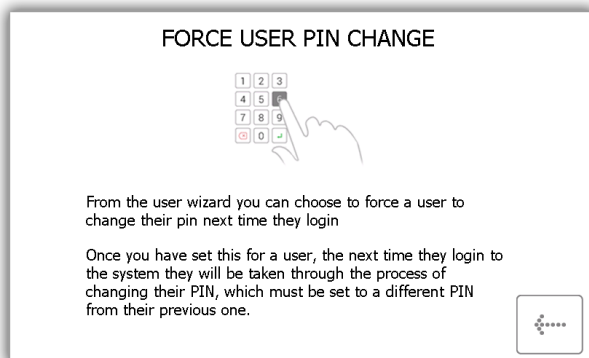 FORCE USER PIN CHANGE
1 2 3
4 5
7 8 9
0
From the user wizard you can choose to force a user to
change their pin next time they login
Once you have set this for a user, the next time they login to
the system they will be taken through the process of
changing their PIN, which must be set to a different PIN
from their previous one.